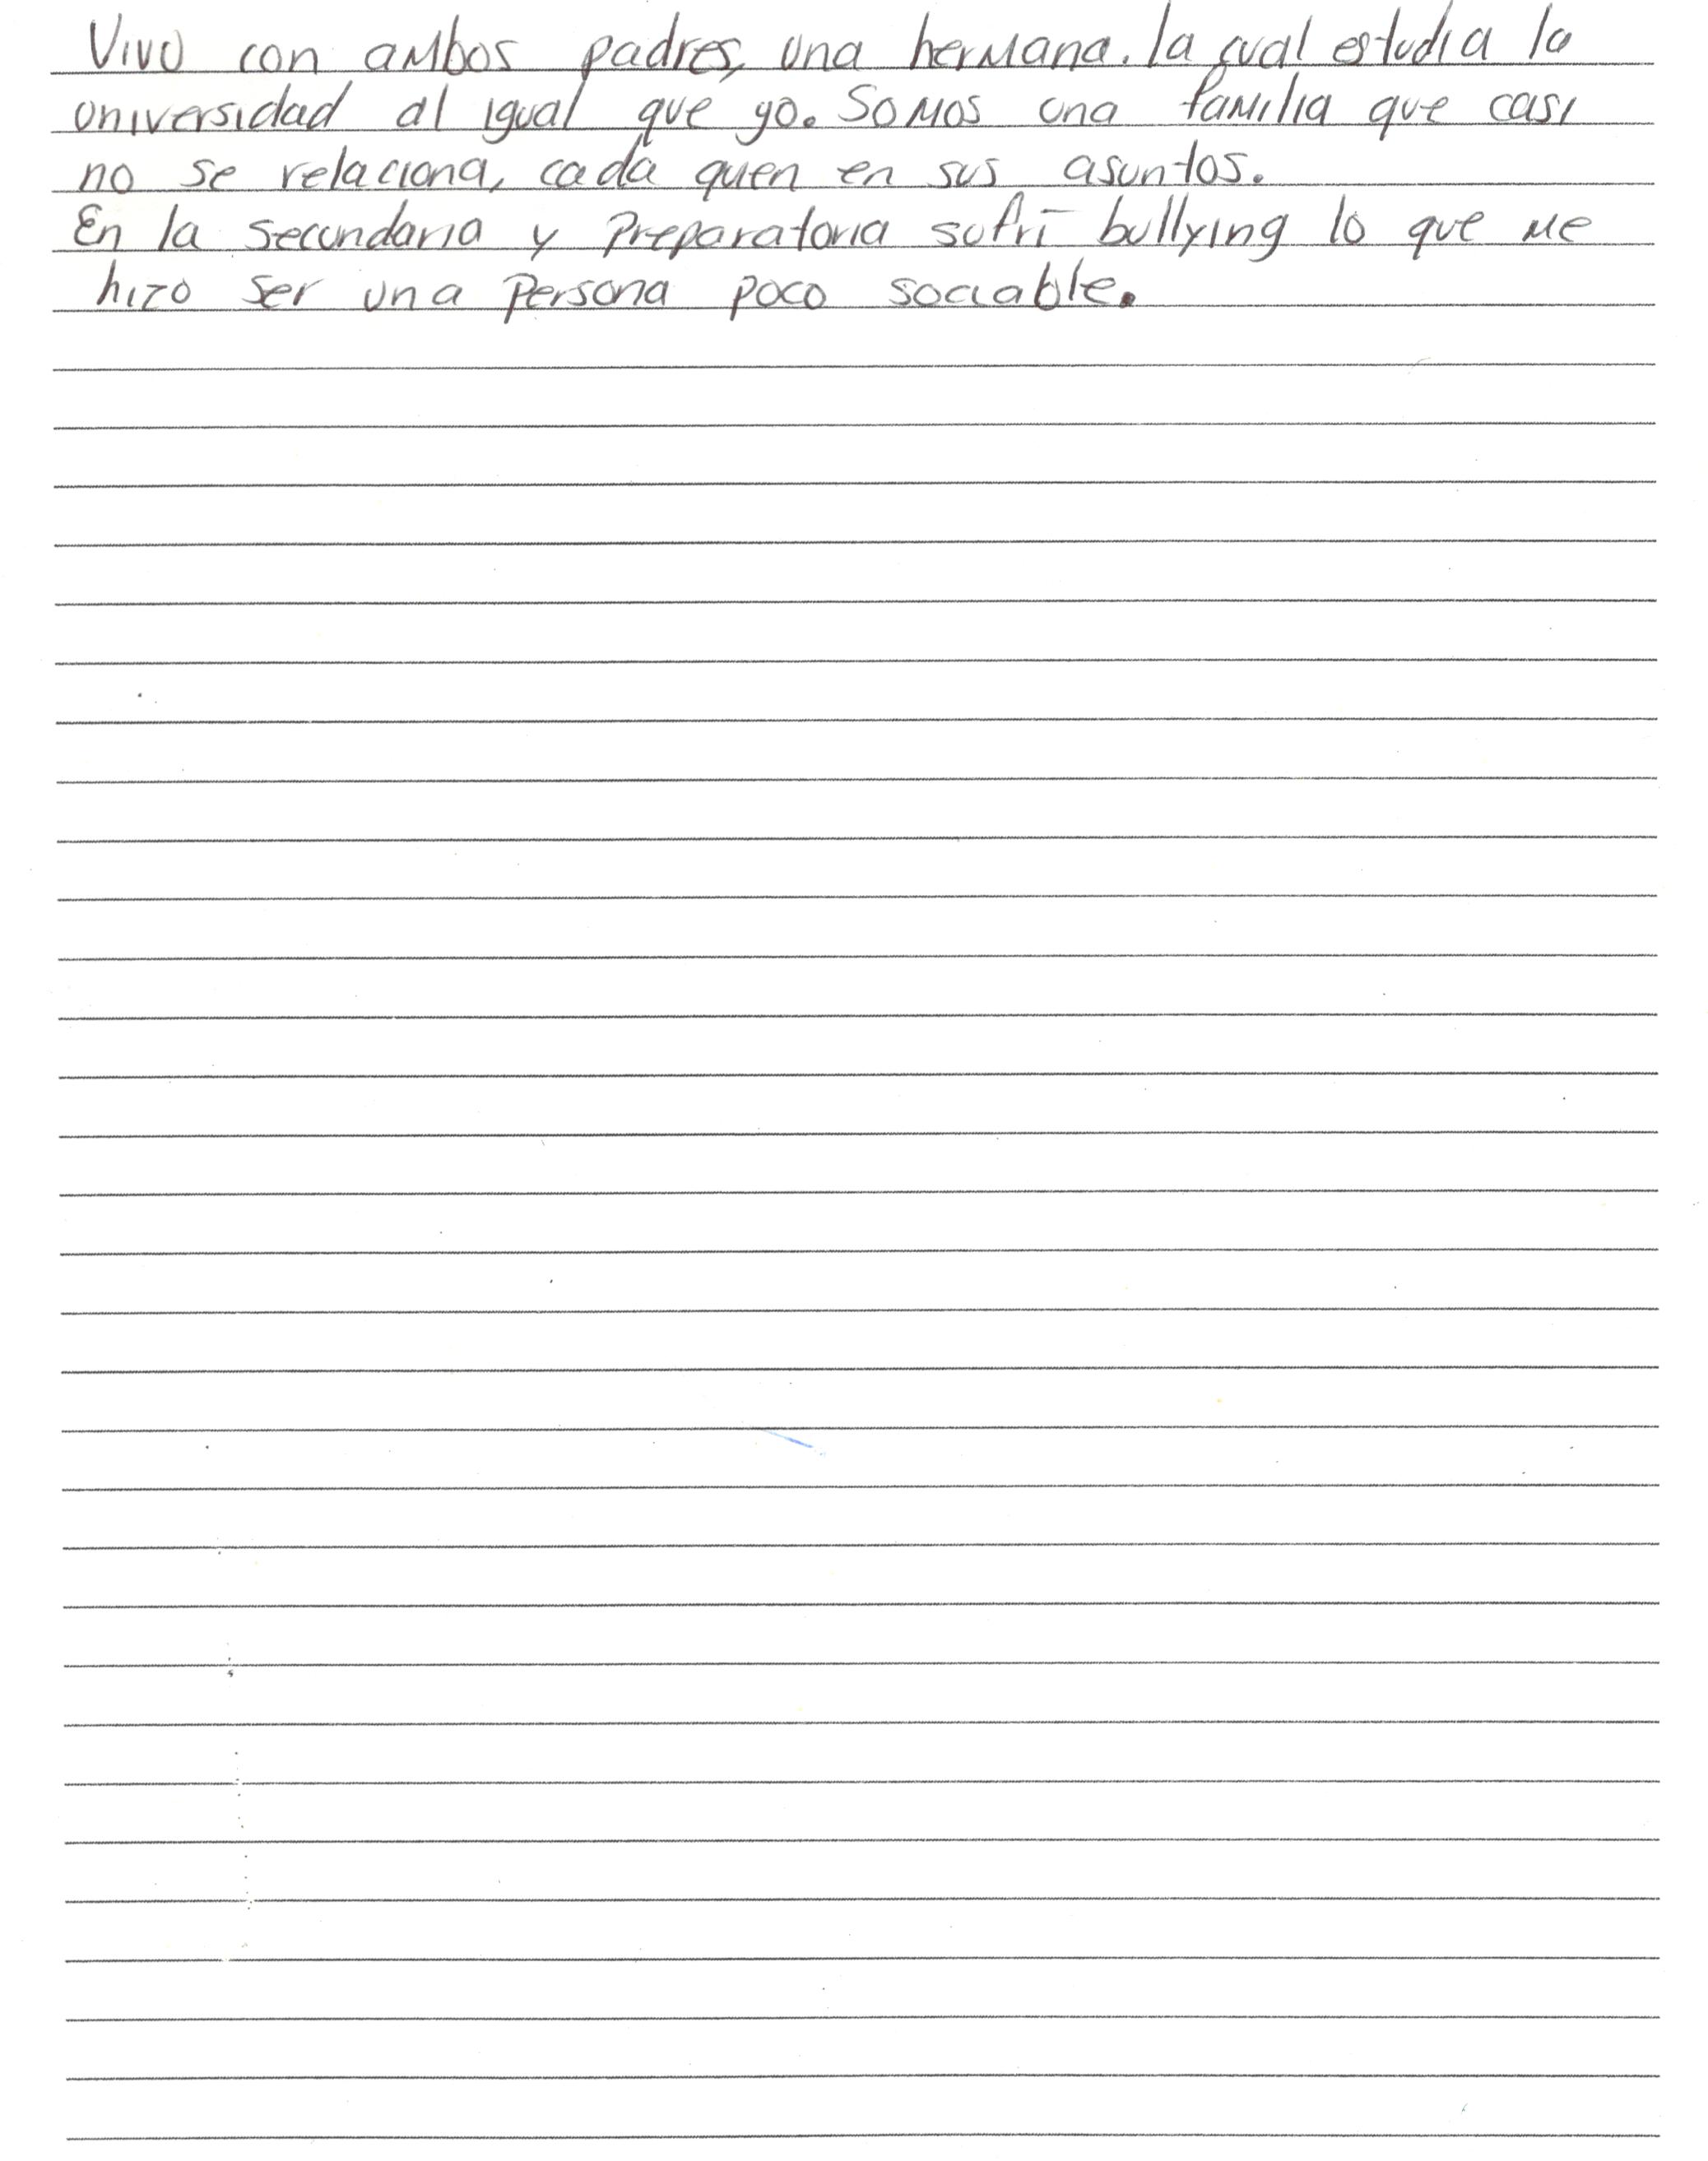 Vivo con ambos padres, una hermana. la cual estudia la
universidad al igual que yo. Somos una familia que casi
no se relaciona, cada quen en sus asuntos.
En la secundaria y preparatoria sufrí bullying lo que me
hizo ser una persona poco sociable.